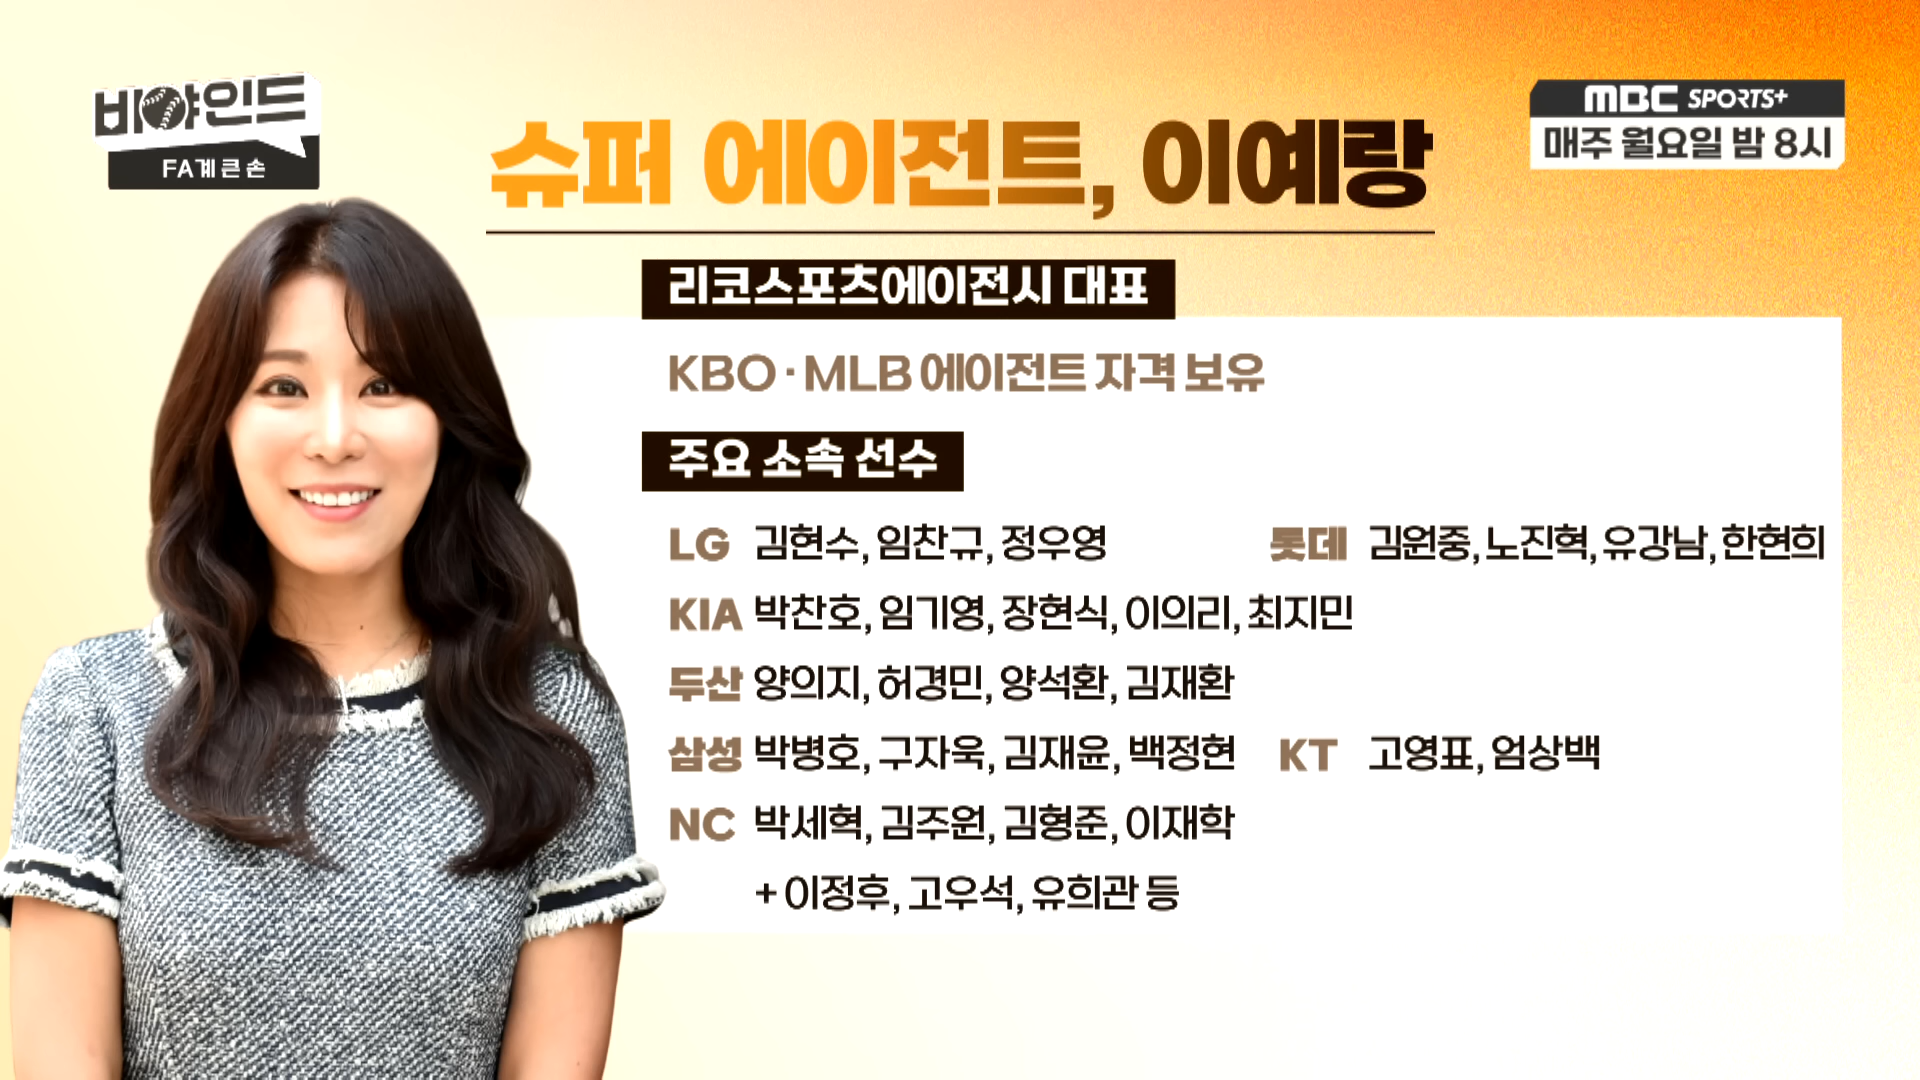 비야인드
FA계 큰 손
MBC SPORTS+
매주 월요일 밤 8시
슈퍼 에이전트, 이예랑
리코스포츠에이전시 대표
KBO · MLB 에이전트 자격 보유
주요 소속 선수
LG 김현수, 임찬규, 정우영 롯데 김원중, 노진혁, 유강남, 한현희
KIA 박찬호, 임기영, 장현식, 이의리, 최지민
두산 양의지, 허경민, 양석환, 김재환
삼성 박병호, 구자욱, 김재윤, 백정현 KT 고영표, 엄상백
NC 박세혁, 김주원, 김형준, 이재학
+ 이정후, 고우석, 유희관 등